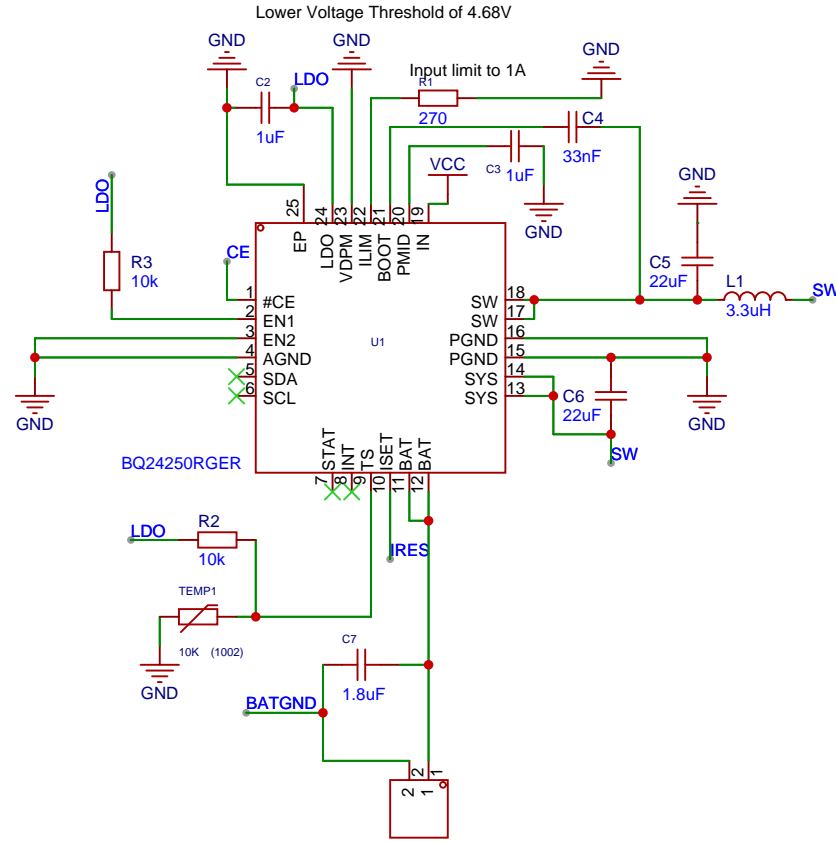 Lower Voltage Threshold of 4.68V
GND
GND
GND
C2
LDO
Input limit to 1A
R1
270
1uF
C4
33nF
C3
1uF
VCC
GND
GND
LDO
R3
10k
CE
25
24
23
22
21
20
19
EP
LDO
VDPM
ILIM
BOOT
PMID
IN
C5
22uF
L1
3.3uH
SW
1
#CE
2
EN1
3
EN2
4
AGND
5
SDA
6
SCL
U1
SW
18
SW
17
PGND
16
PGND
15
SYS
14
SYS
13
C6
22uF
GND
GND
SW
BQ24250RGER
STAT
INT
TS
ISET
BAT
BAT
7
8
9
10
11
12
LDO
R2
10k
IRES
TEMP1
10K (1002)
GND
C7
1.8uF
BATGND
2
1
2
1